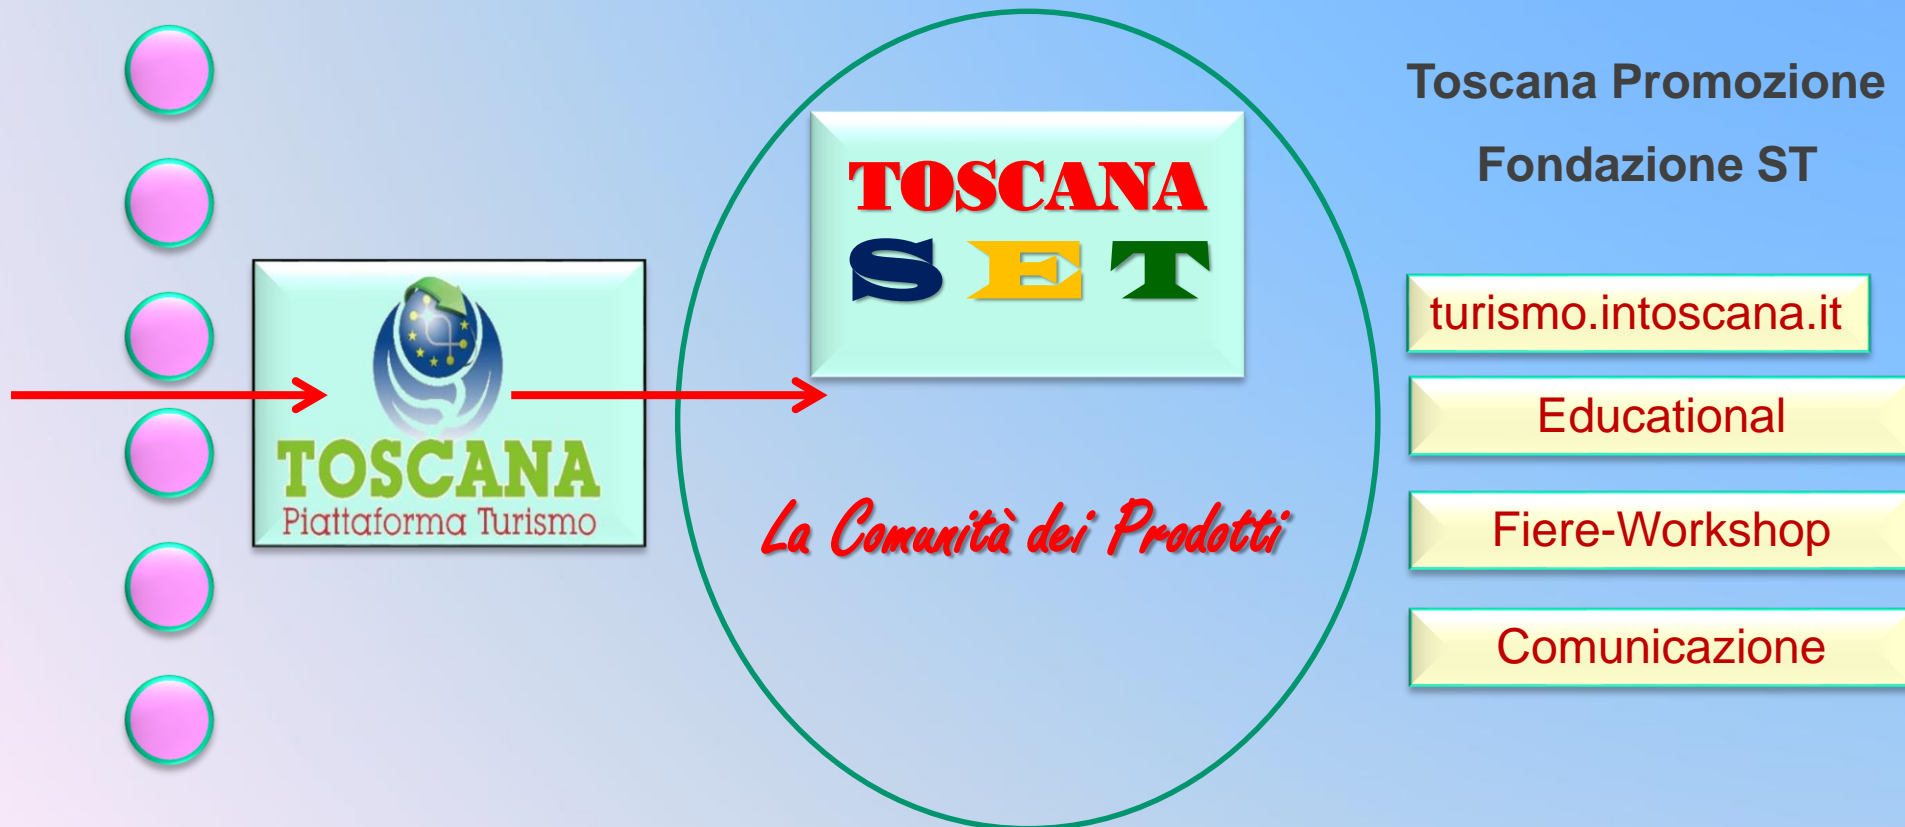 TOSCANA
Piattaforma Turismo
TOSCANA
SET
La Comunità dei Prodotti
Toscana Promozione
Fondazione ST
turismo.intoscana.it
Educational
Fiere-Workshop
Comunicazione